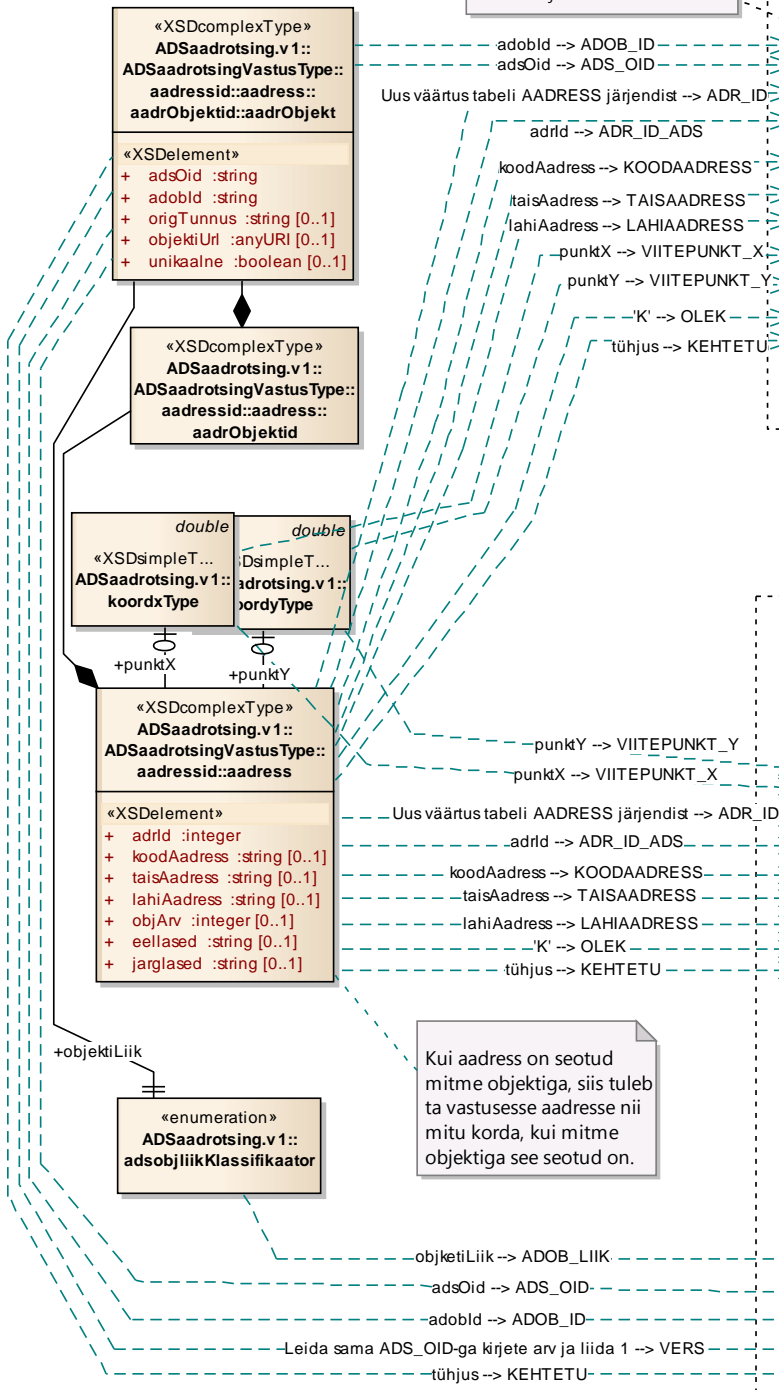 «XSDcomplexType»
ADSaadrotsing.v1::
ADSaadrotsingVastusType::
aadressid::aadress::
aadrObjektid::aadrObjekt
«XSDelement»
+ adsOid :string
+ adobId :string
+ origTunnus :string [0..1]
+ objektiUrl :anyURI [0..1]
+ unikaalne :boolean [0..1]
adobId --> ADOB_ID
adsOid --> ADS_OID
Uus väärtus tabeli AADRESS järjendist --> ADR_ID
adrId --> ADR_ID_ADS
koodAadress --> KOODAADRESS
taisAadress --> TAISAADRESS
lahiAadress --> LAHIAADRESS
punktX --> VIITEPUNKT_X
punktY --> VIITEPUNKT_Y
'K' --> OLEK
tühjus --> KEHTETU
«XSDcomplexType»
ADSaadrotsing.v1::
ADSaadrotsingVastusType::
aadressid::aadress::
aadrObjektid
double
«XSDsimpleT...
ADSaadrotsing.v1::
koordxType
double
SDsimpleT...
adrotsing.v1::
oordyType
+punktX
+punktY
«XSDcomplexType»
ADSaadrotsing.v1::
ADSaadrotsingVastusType::
aadressid::aadress
«XSDelement»
+ adrId :integer
+ koodAadress :string [0..1]
+ taisAadress :string [0..1]
+ lahiAadress :string [0..1]
+ objArv :integer [0..1]
+ eellased :string [0..1]
+ jarglased :string [0..1]
punktY --> VIITEPUNKT_Y
punktX --> VIITEPUNKT_X
Uus väärtus tabeli AADRESS järjendist --> ADR_ID
adrId --> ADR_ID_ADS
koodAadress --> KOODAADRESS
taisAadress --> TAISAADRESS
lahiAadress --> LAHIAADRESS
'K' --> OLEK
tühjus --> KEHTETU
Kui aadress on seotud
mitme objektiga, siis tuleb
ta vastusesse aadresse nii
mitu korda, kui mitme
objektiga see seotud on.
+objektiLiik
«enumeration»
ADSaadrotsing.v1::
adsobjliikKlassifikaator
objketiLiik --> ADOB_LIIK
adsOid --> ADS_OID
adobId --> ADOB_ID
Leida sama ADS_OID-ga kirjete arv ja liida 1 --> VERS
tühjus --> KEHTETU